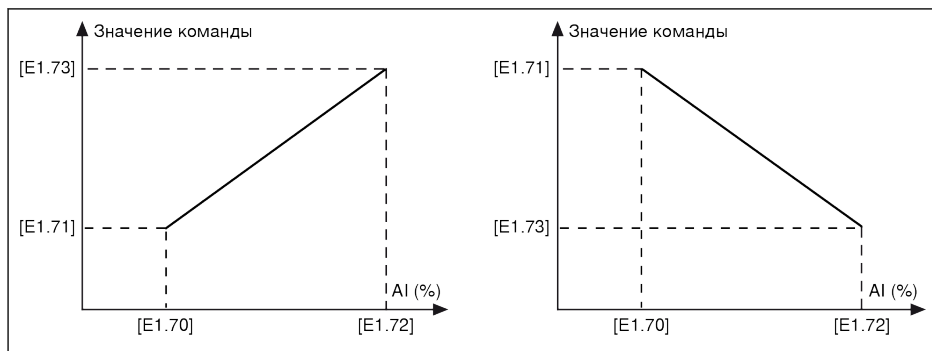 Значение команды
[E1.73]
[E1.71]
AI (%)
[E1.70]
[E1.72]
Значение команды
[E1.71]
[E1.73]
AI (%)
[E1.70]
[E1.72]